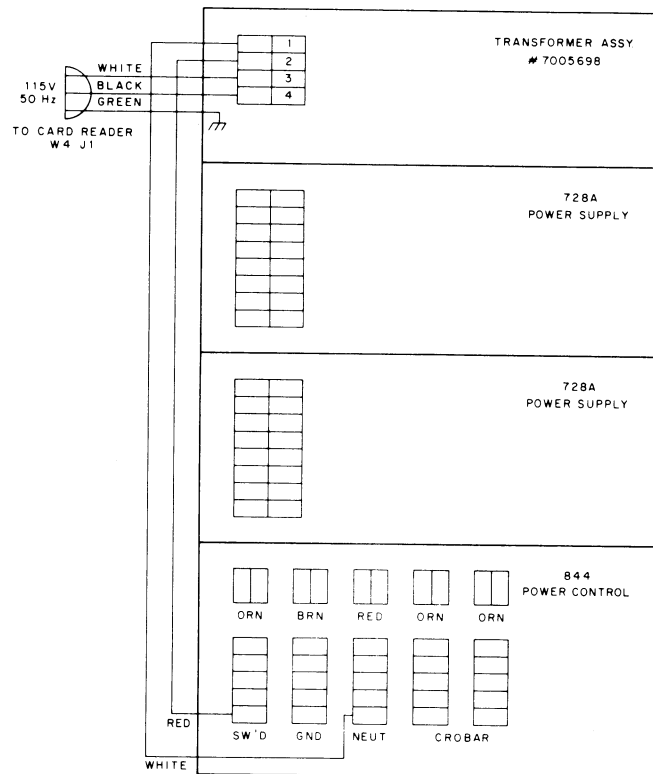 1
2
3
4
TRANSFORMER ASSY.
# 7005698
WHITE
BLACK
GREEN
115V
50 Hz
TO CARD READER
W4 J1
728A
POWER SUPPLY
728A
POWER SUPPLY
844
POWER CONTROL
ORN BRN RED ORN ORN
RED
SW'D GND NEUT CROBAR
WHITE